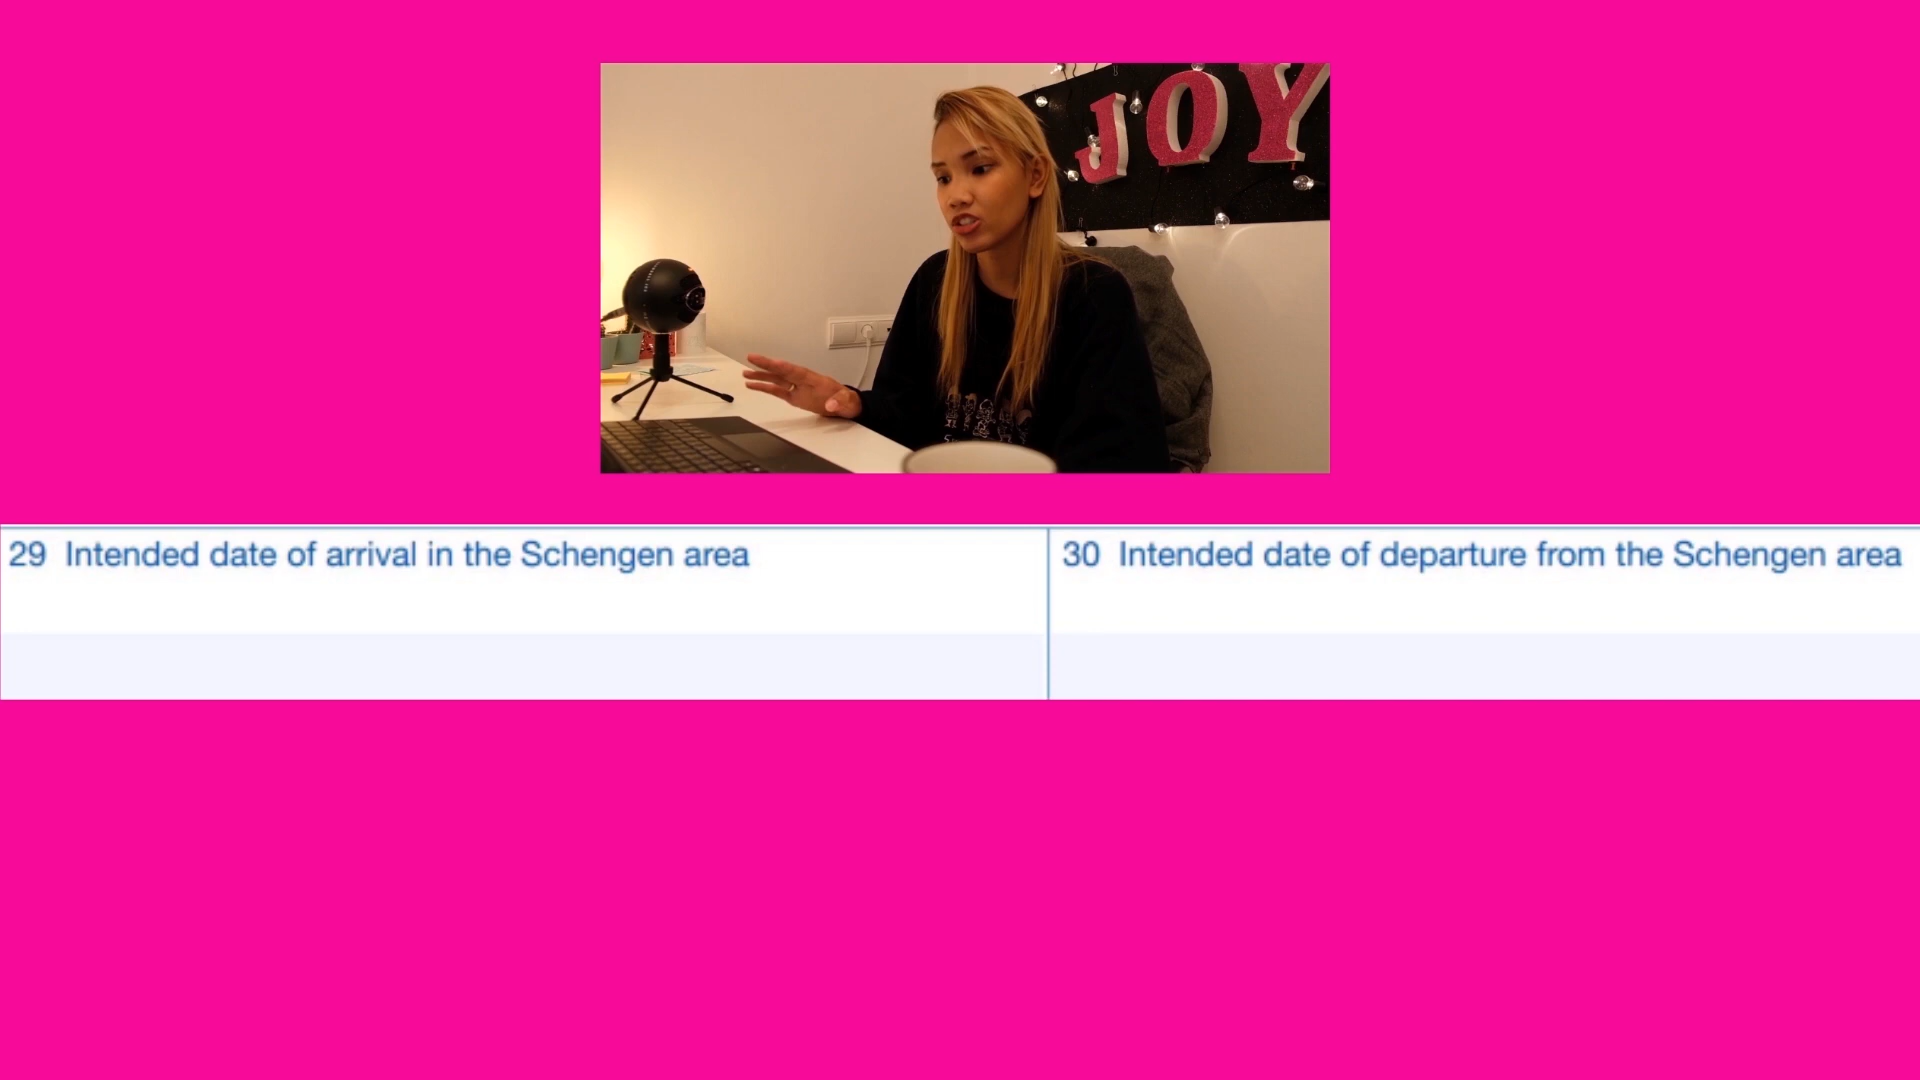 JOY
29 Intended date of arrival in the Schengen area
30 Intended date of departure from the Schengen area